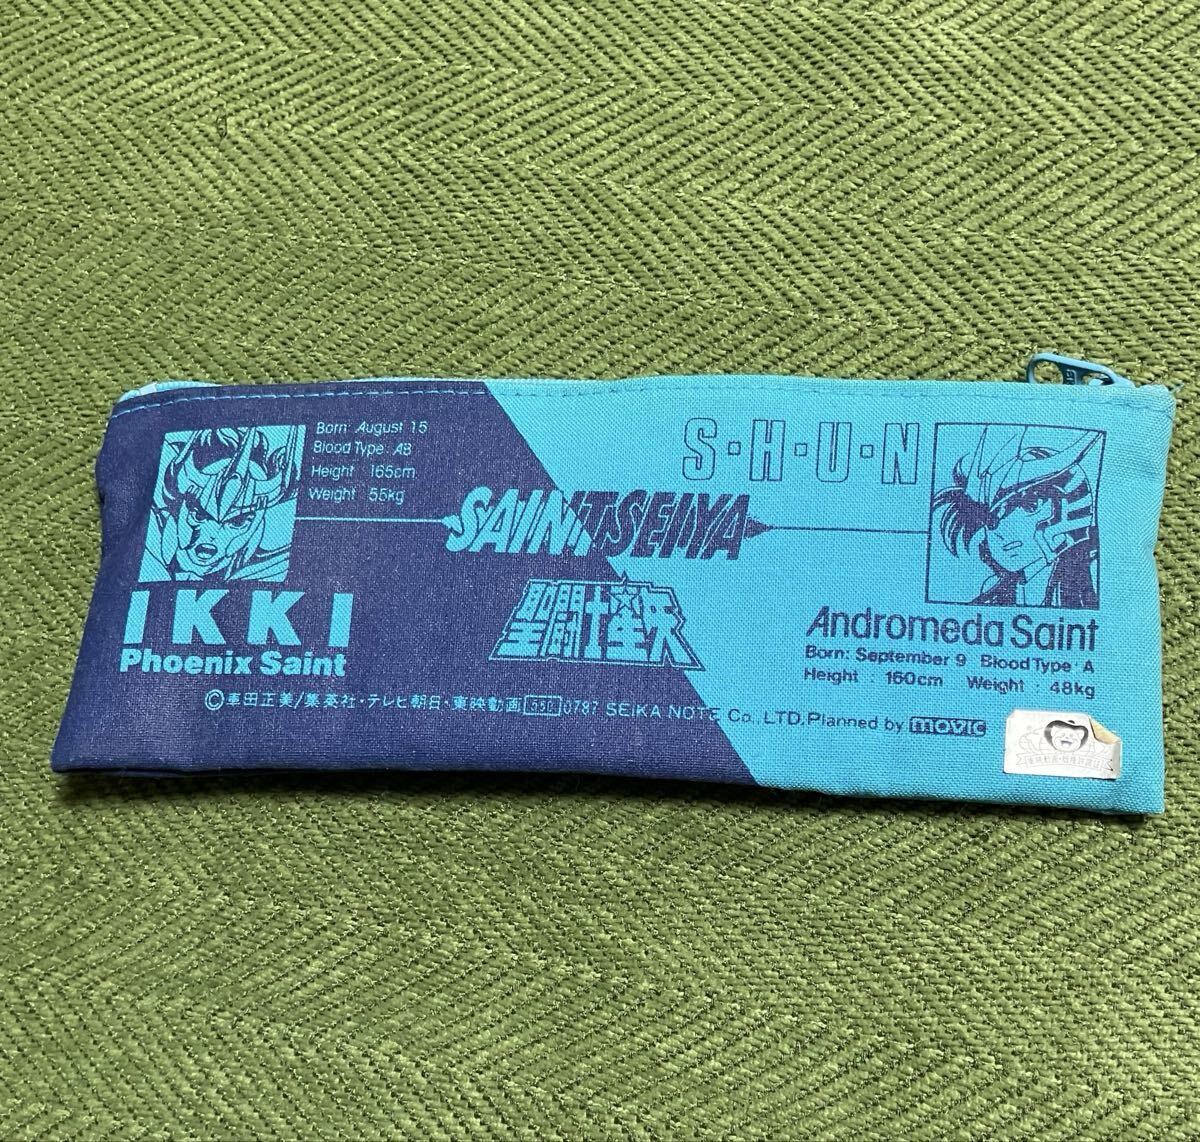 Born: August 15
Blood Type: AB
Height 165cm
Weight 55kg
IKKI
Phoenix Saint
SAINT SEIYA
聖闘士星矢
S・H・U・N
Andromeda Saint
Born: September 9 Blood Type A
Height : 160cm Weight : 48kg
©車田正美/集英社・テレビ朝日・東映動画 550 0787 SEIKA NOTE Co., LTD. Planned by movic